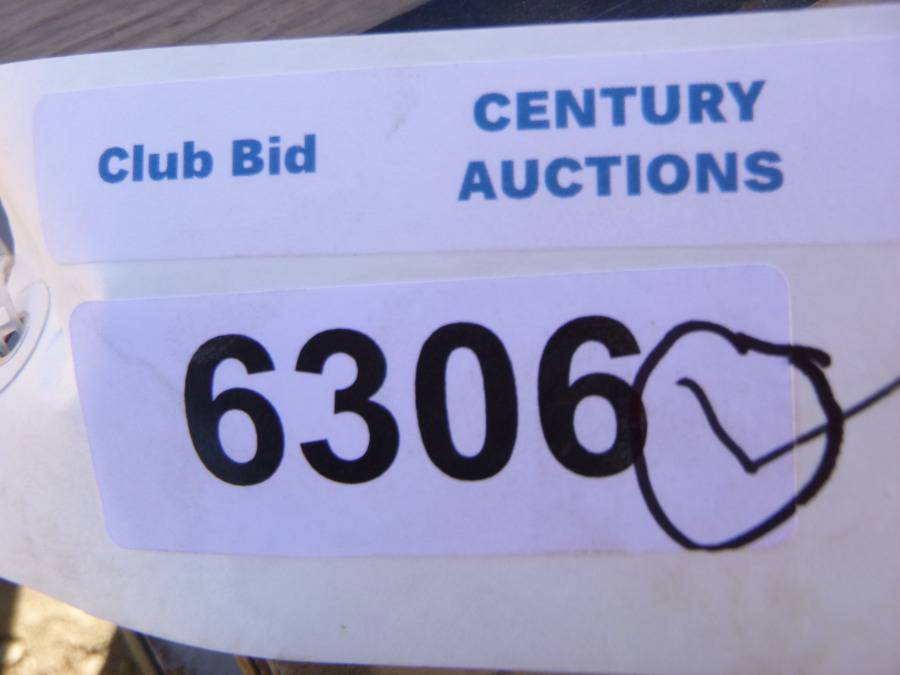 Club Bid
CENTURY
AUCTIONS
6306